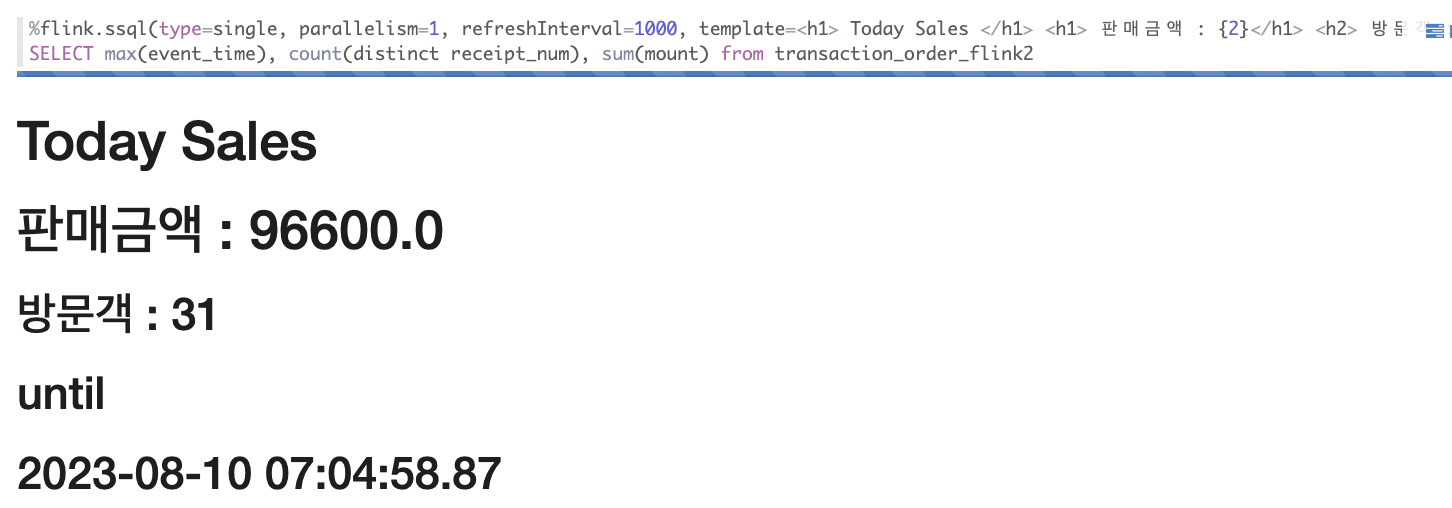 %flink.ssql(type=single, parallelism=1, refreshInterval=1000, template=<h1> Today Sales </h1> <h1> 판매금액 : {2}</h1> <h2> 방문
SELECT max(event_time), count(distinct receipt_num), sum(mount) from transaction_order_flink2
Today Sales
판매금액 : 96600.0
방문객 : 31
until
2023-08-10 07:04:58.87